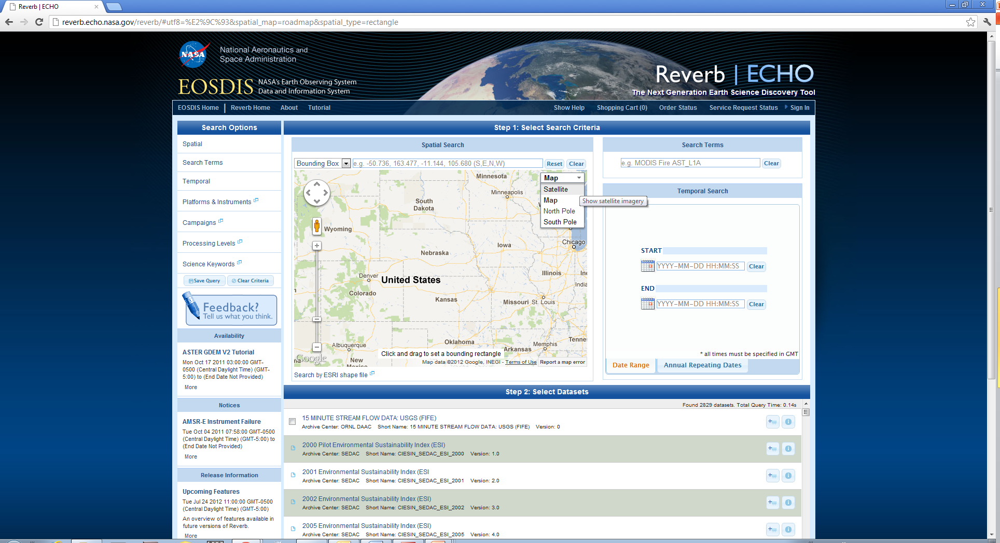 Reverb | ECHO
reverb.echo.nasa.gov/reverb/#utf8=%E2%9C%93&spatial_map=roadmap&spatial_type=rectangle
NASA
National Aeronautics and
Space Administration
EOSDIS
NASA's Earth Observing System
Data and Information System
Reverb | ECHO
The Next Generation Earth Science Discovery Tool
EOSDIS Home | Reverb Home About Tutorial
Show Help Shopping Cart (0) Order Status Service Request Status Sign In
Search Options
Spatial
Search Terms
Temporal
Platforms & Instruments
Campaigns
Processing Levels
Science Keywords
Save Query Clear Criteria
Feedback?
Tell us what you think.
Availability
ASTER GDEM V2 Tutorial
Mon Oct 17 2011 03:00:00 GMT-
0500 (Central Daylight Time) (GMT-
5:00) to (End Date Not Provided)
More
Notices
AMSR-E Instrument Failure
Tue Oct 04 2011 07:58:00 GMT-0500
(Central Daylight Time) (GMT-5:00) to
(End Date Not Provided)
More
Release Information
Upcoming Features
Tue Jul 24 2012 11:00:00 GMT-0500
(Central Daylight Time) (GMT-5:00)
An overview of features available in
future versions of Reverb.
More
Step 1: Select Search Criteria
Spatial Search
Bounding Box
e.g. -50.736, 163.477, -11.144, 105.680 (S,E,N,W)
Reset Clear
Map
Satellite
Map
North Pole
South Pole
Show satellite imagery
Minnesota
Minneapolis
South
Dakota
Wyoming
Iowa
Chicago
Nebraska
Illinois
In
India
Denver
United States
Colorado
Kansas
Missouri
St. Louis
Albuquerque
Oklahoma
Memphis
Tennes
Arkansas
New
Mexico
na
Click and drag to set a bounding rectangle
Google
Map data ©2012 Google, INEGI - Terms of Use
Report a map error
Search by ESRI shape file
Search Terms
e.g. MODIS Fire AST_L1A
Clear
Temporal Search
START
YYYY-MM-DD HH:MM:SS
Clear
END
YYYY-MM-DD HH:MM:SS
Clear
* all times must be specified in GMT
Date Range Annual Repeating Dates
Step 2: Select Datasets
Found 2829 datasets. Total Query Time: 0.14s
15 MINUTE STREAM FLOW DATA: USGS (FIFE)
Archive Center: ORNL DAAC Short Name: 15 MINUTE STREAM FLOW DATA: USGS (FIFE) Version: 0
2000 Pilot Environmental Sustainability Index (ESI)
Archive Center: SEDAC Short Name: CIESIN_SEDAC_ESI_2000 Version: 1.0
2001 Environmental Sustainability Index (ESI
Archive Center: SEDAC Short Name: CIESIN_SEDAC_ESI_2001 Version: 2.0
2002 Environmental Sustainability Index (ESI)
Archive Center: SEDAC Short Name: CIESIN_SEDAC_ESI_2002 Version: 3.0
2005 Environmental Sustainability Index (ESI)
Archive Center: SEDAC Short Name: CIESIN_SEDAC_ESI_2005 Version: 4.0